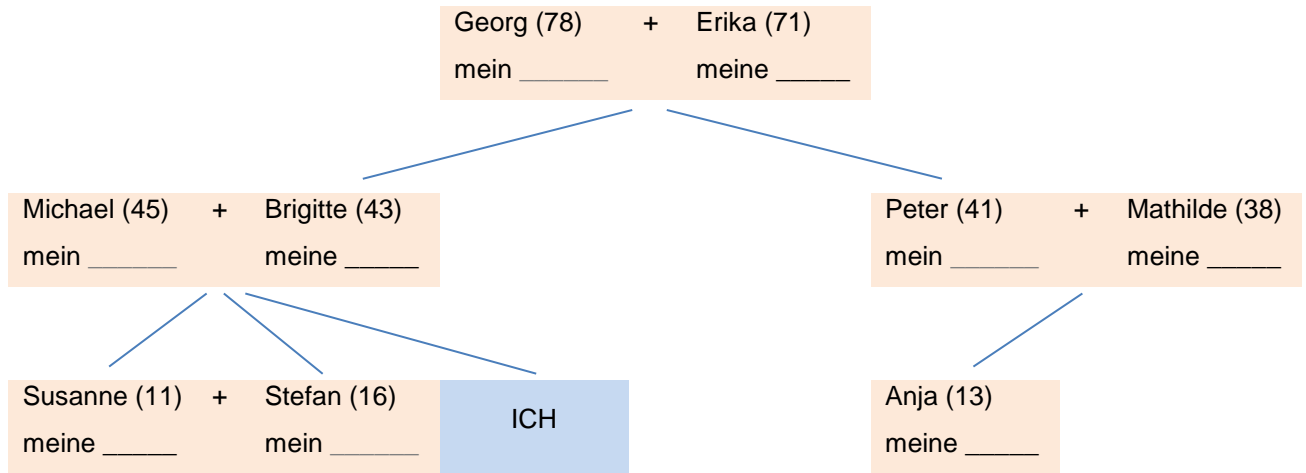 Georg (78) + Erika (71)
mein ______ meine _____
Michael (45) + Brigitte (43)
mein ______ meine _____
Peter (41) + Mathilde (38)
mein ______ meine _____
Susanne (11) + Stefan (16)
meine _____ mein ______
ICH
Anja (13)
meine _____